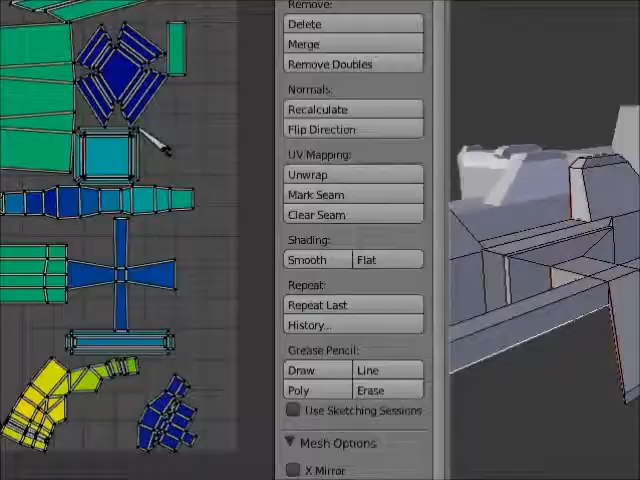 Remove:
Delete
Merge
Remove Doubles
Normals:
Recalculate
Flip Direction
UV Mapping:
Unwrap
Mark Seam
Clear Seam
Shading:
Smooth Flat
Repeat:
Repeat Last
History...
Grease Pencil:
Draw Line
Poly Erase
Use Sketching Sessions
Mesh Options
X Mirror